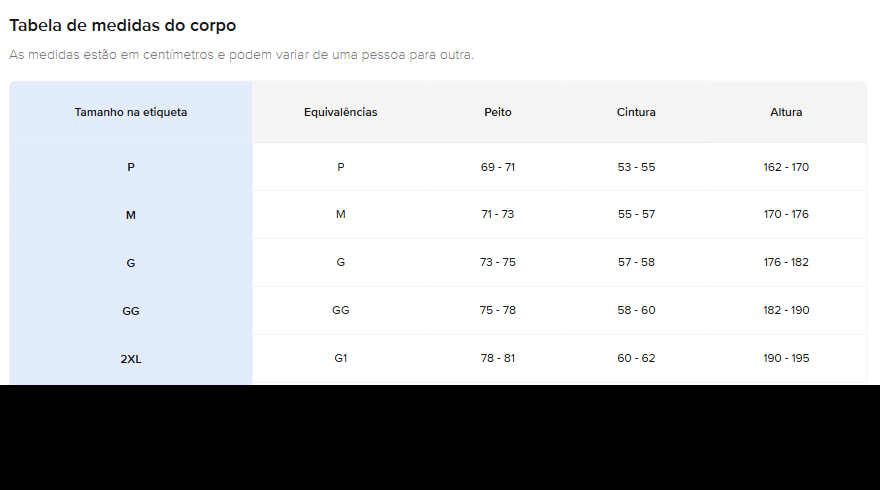 Tabela de medidas do corpo
As medidas estão em centímetros e podem variar de uma pessoa para outra.
Tamanho na etiqueta Equivalências Peito Cintura Altura
P P 69 - 71 53 - 55 162 - 170
M M 71 - 73 55 - 57 170 - 176
G G 73 - 75 57 - 58 176 - 182
GG GG 75 - 78 58 - 60 182 - 190
2XL G1 78 - 81 60 - 62 190 - 195